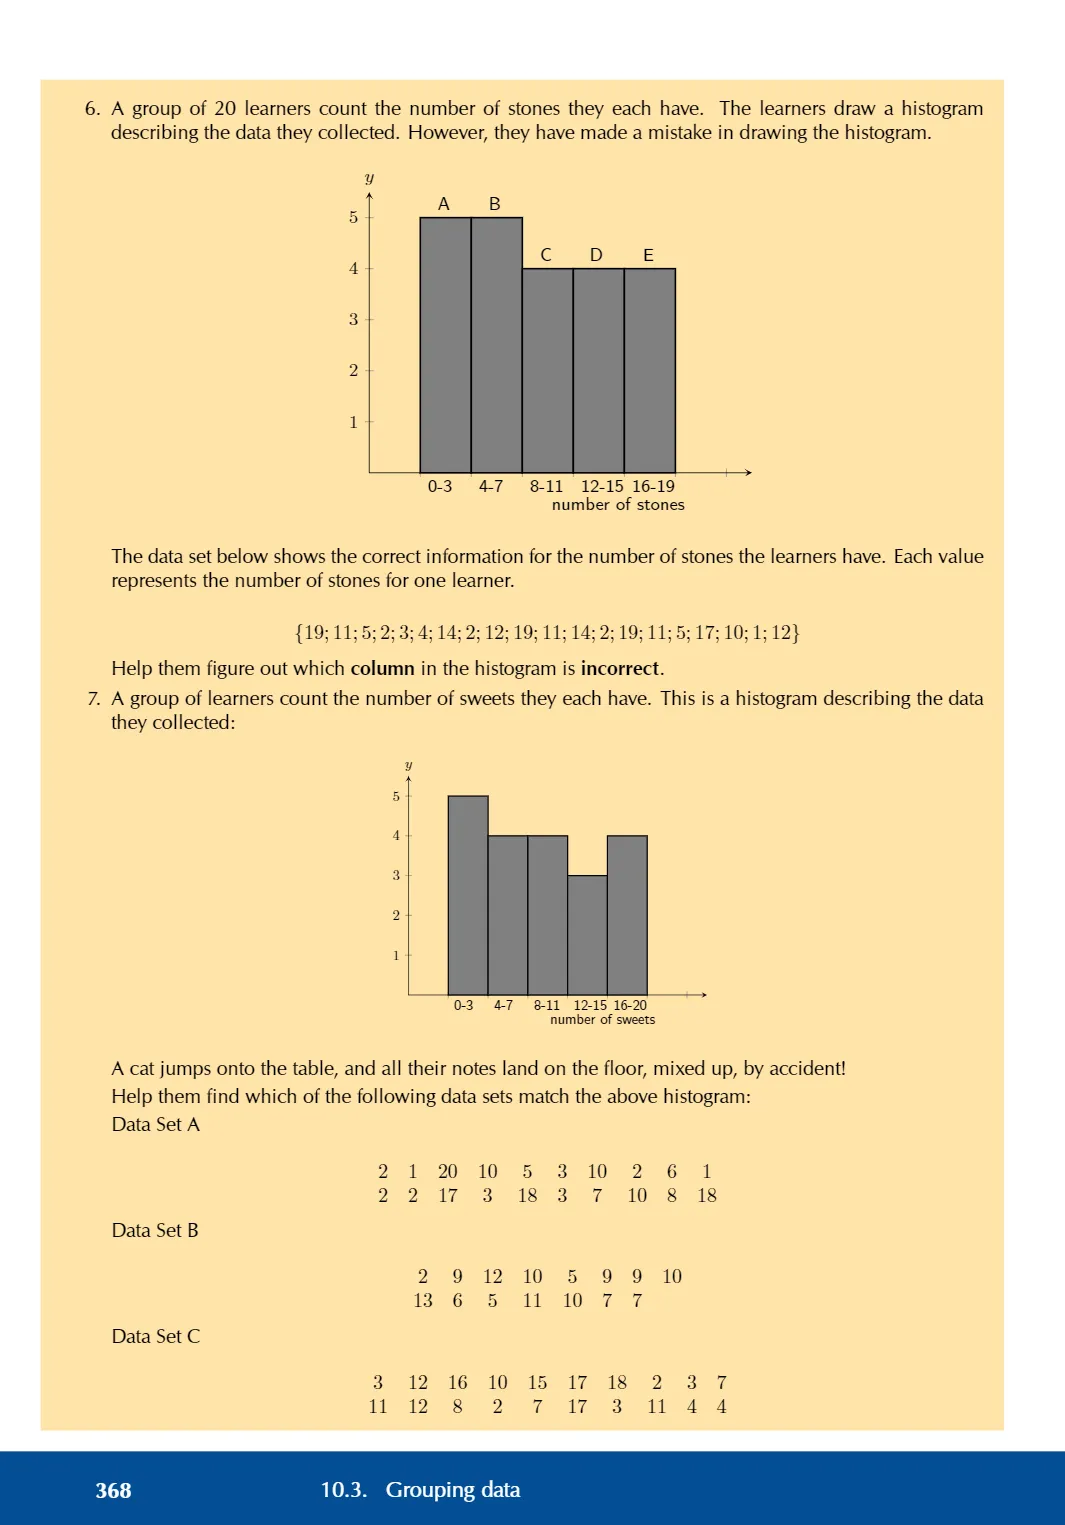 6. A group of 20 learners count the number of stones they each have. The learners draw a histogram
describing the data they collected. However, they have made a mistake in drawing the histogram.
y
A B
5
C D E
4
3
2
1
0-3 4-7 8-11 12-15 16-19
number of stones
The data set below shows the correct information for the number of stones the learners have. Each value
represents the number of stones for one learner.
{19; 11; 5; 2; 3; 4; 14; 2; 12; 19; 11; 14; 2; 19; 11; 5; 17; 10; 1; 12}
Help them figure out which column in the histogram is incorrect.
7. A group of learners count the number of sweets they each have. This is a histogram describing the data
they collected:
y
5
4
3
2
1
0-3 4-7 8-11 12-15 16-20
number of sweets
A cat jumps onto the table, and all their notes land on the floor, mixed up, by accident!
Help them find which of the following data sets match the above histogram:
Data Set A
2 1 20 10 5 3 10 2 6 1
2 2 17 3 18 3 7 10 8 18
Data Set B
2 9 12 10 5 9 9 10
13 6 5 11 10 7 7
Data Set C
3 12 16 10 15 17 18 2 3 7
11 12 8 2 7 17 3 11 4 4
368 10.3. Grouping data